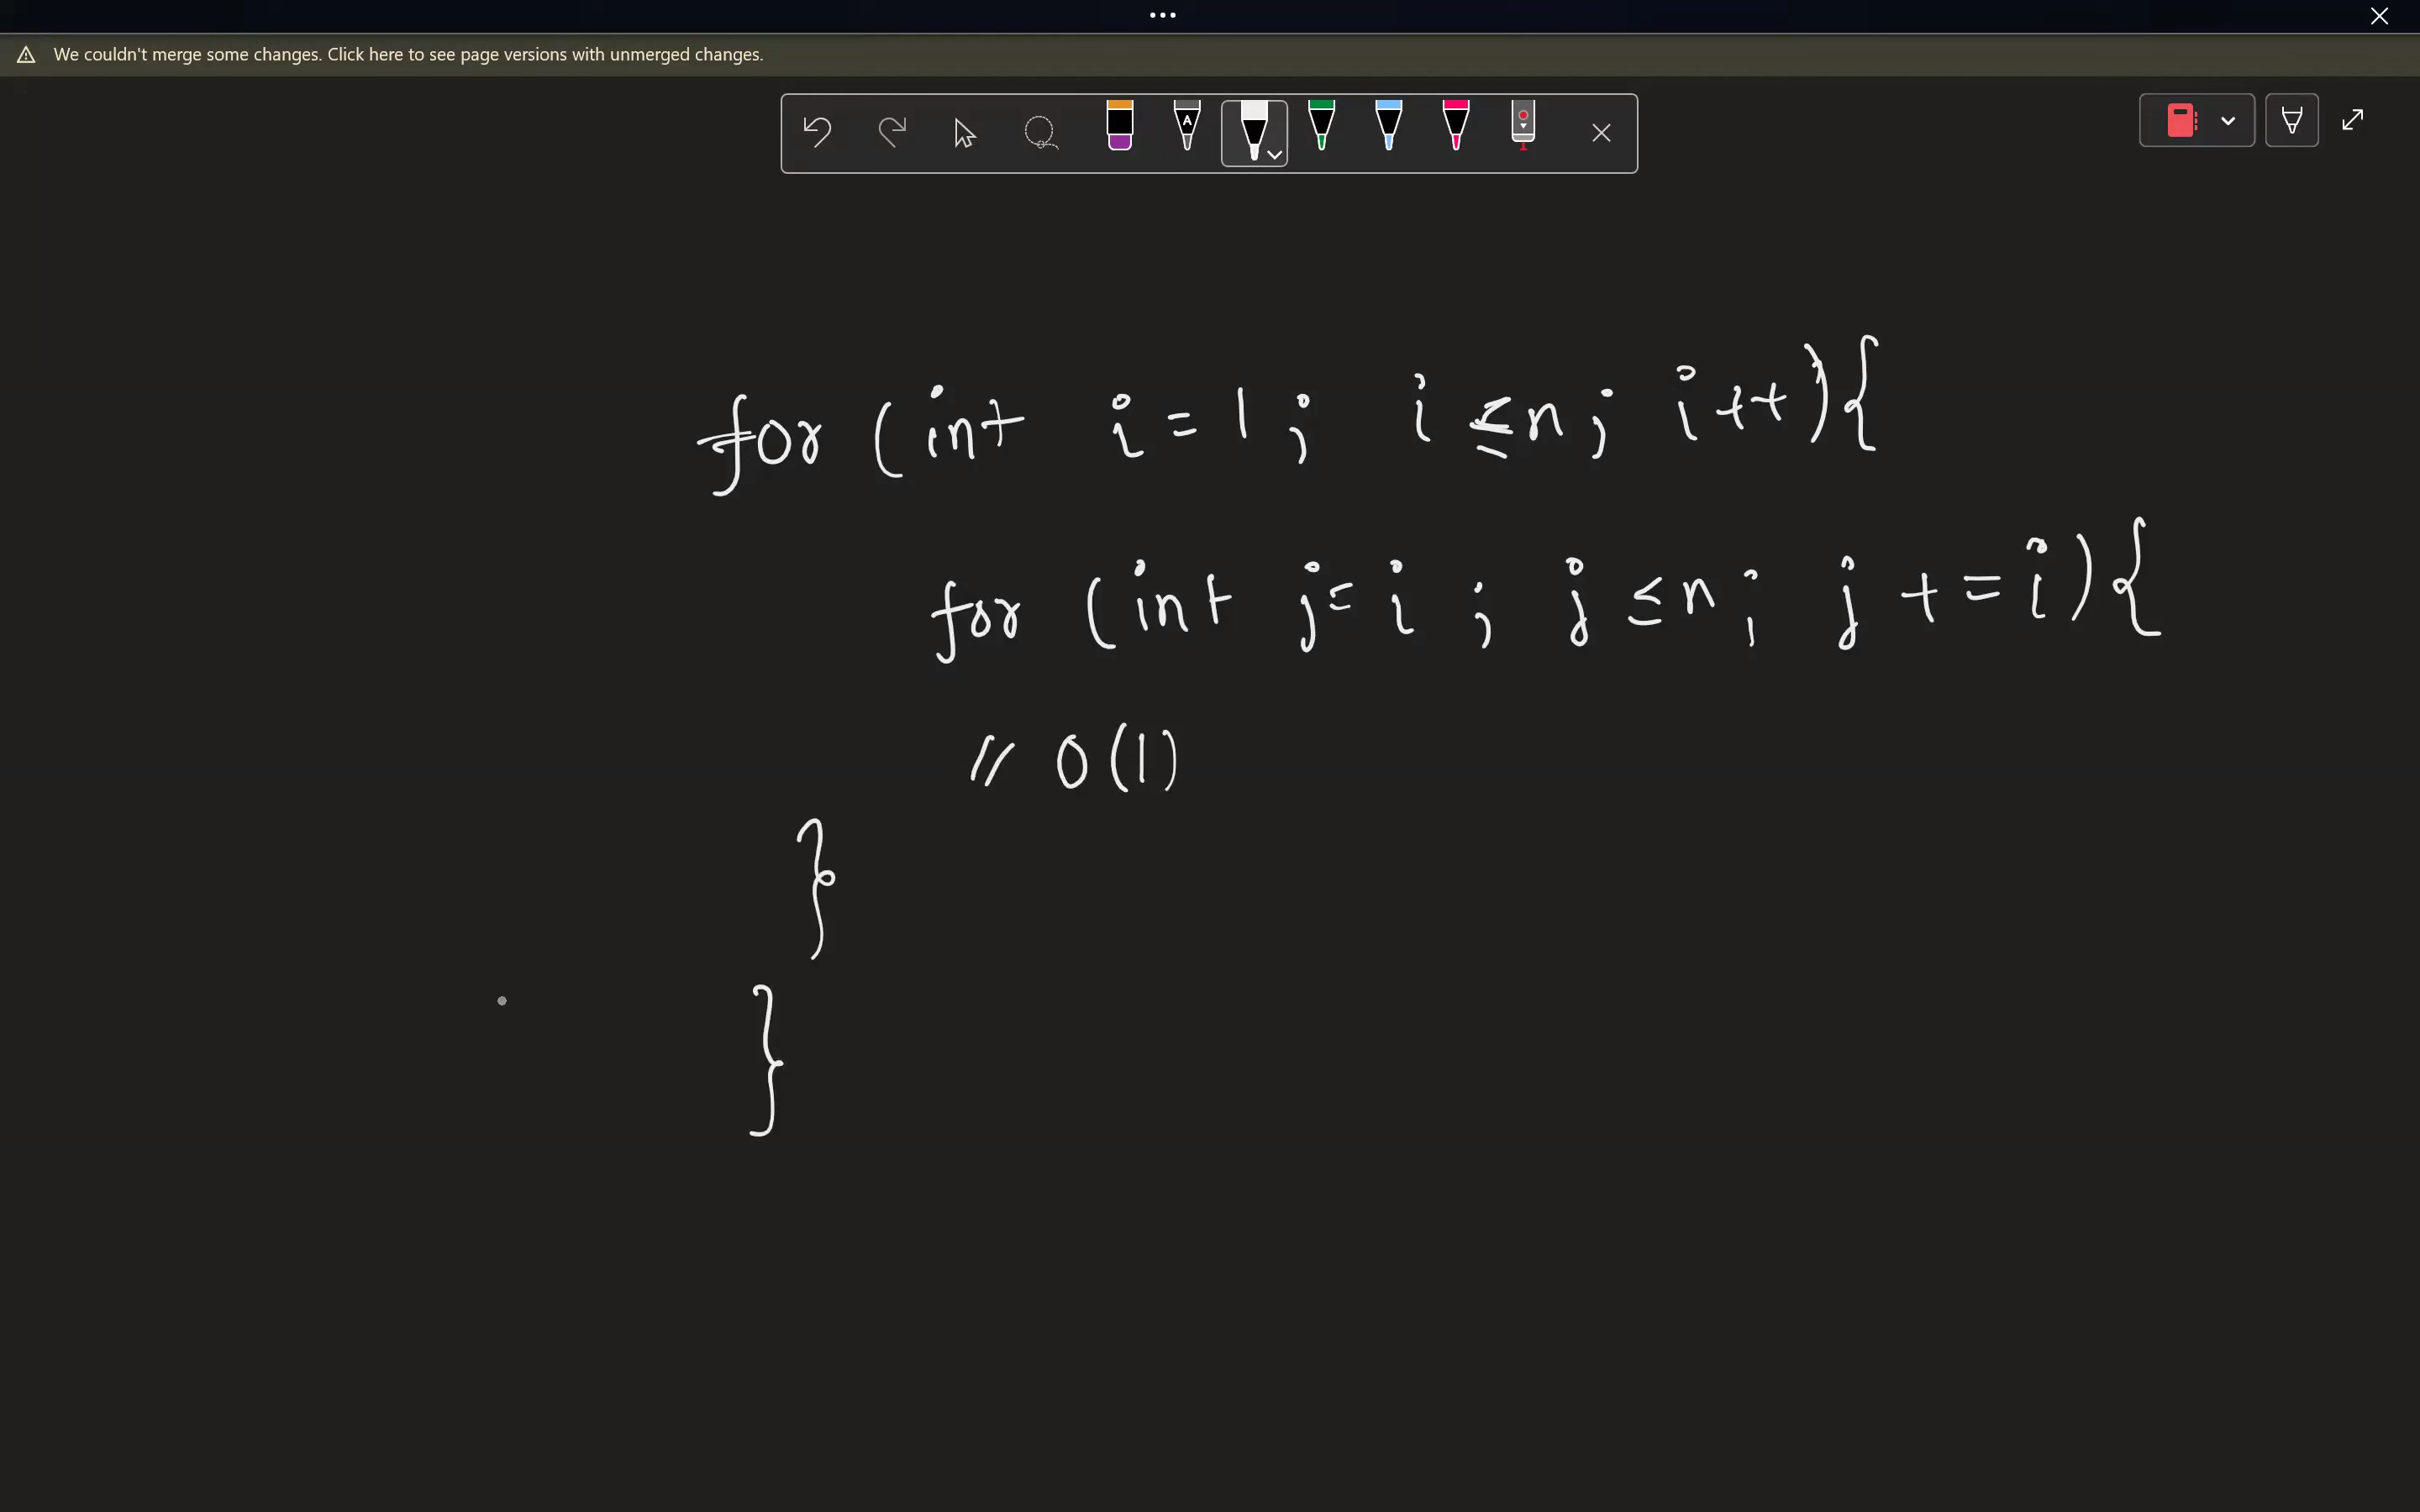 We couldn't merge some changes. Click here to see page versions with unmerged changes.
A
for (int i = 1 ; i ≤ n ; i++){
for (int j = i ; j ≤ n ; j += i){
// O(1)
}
}